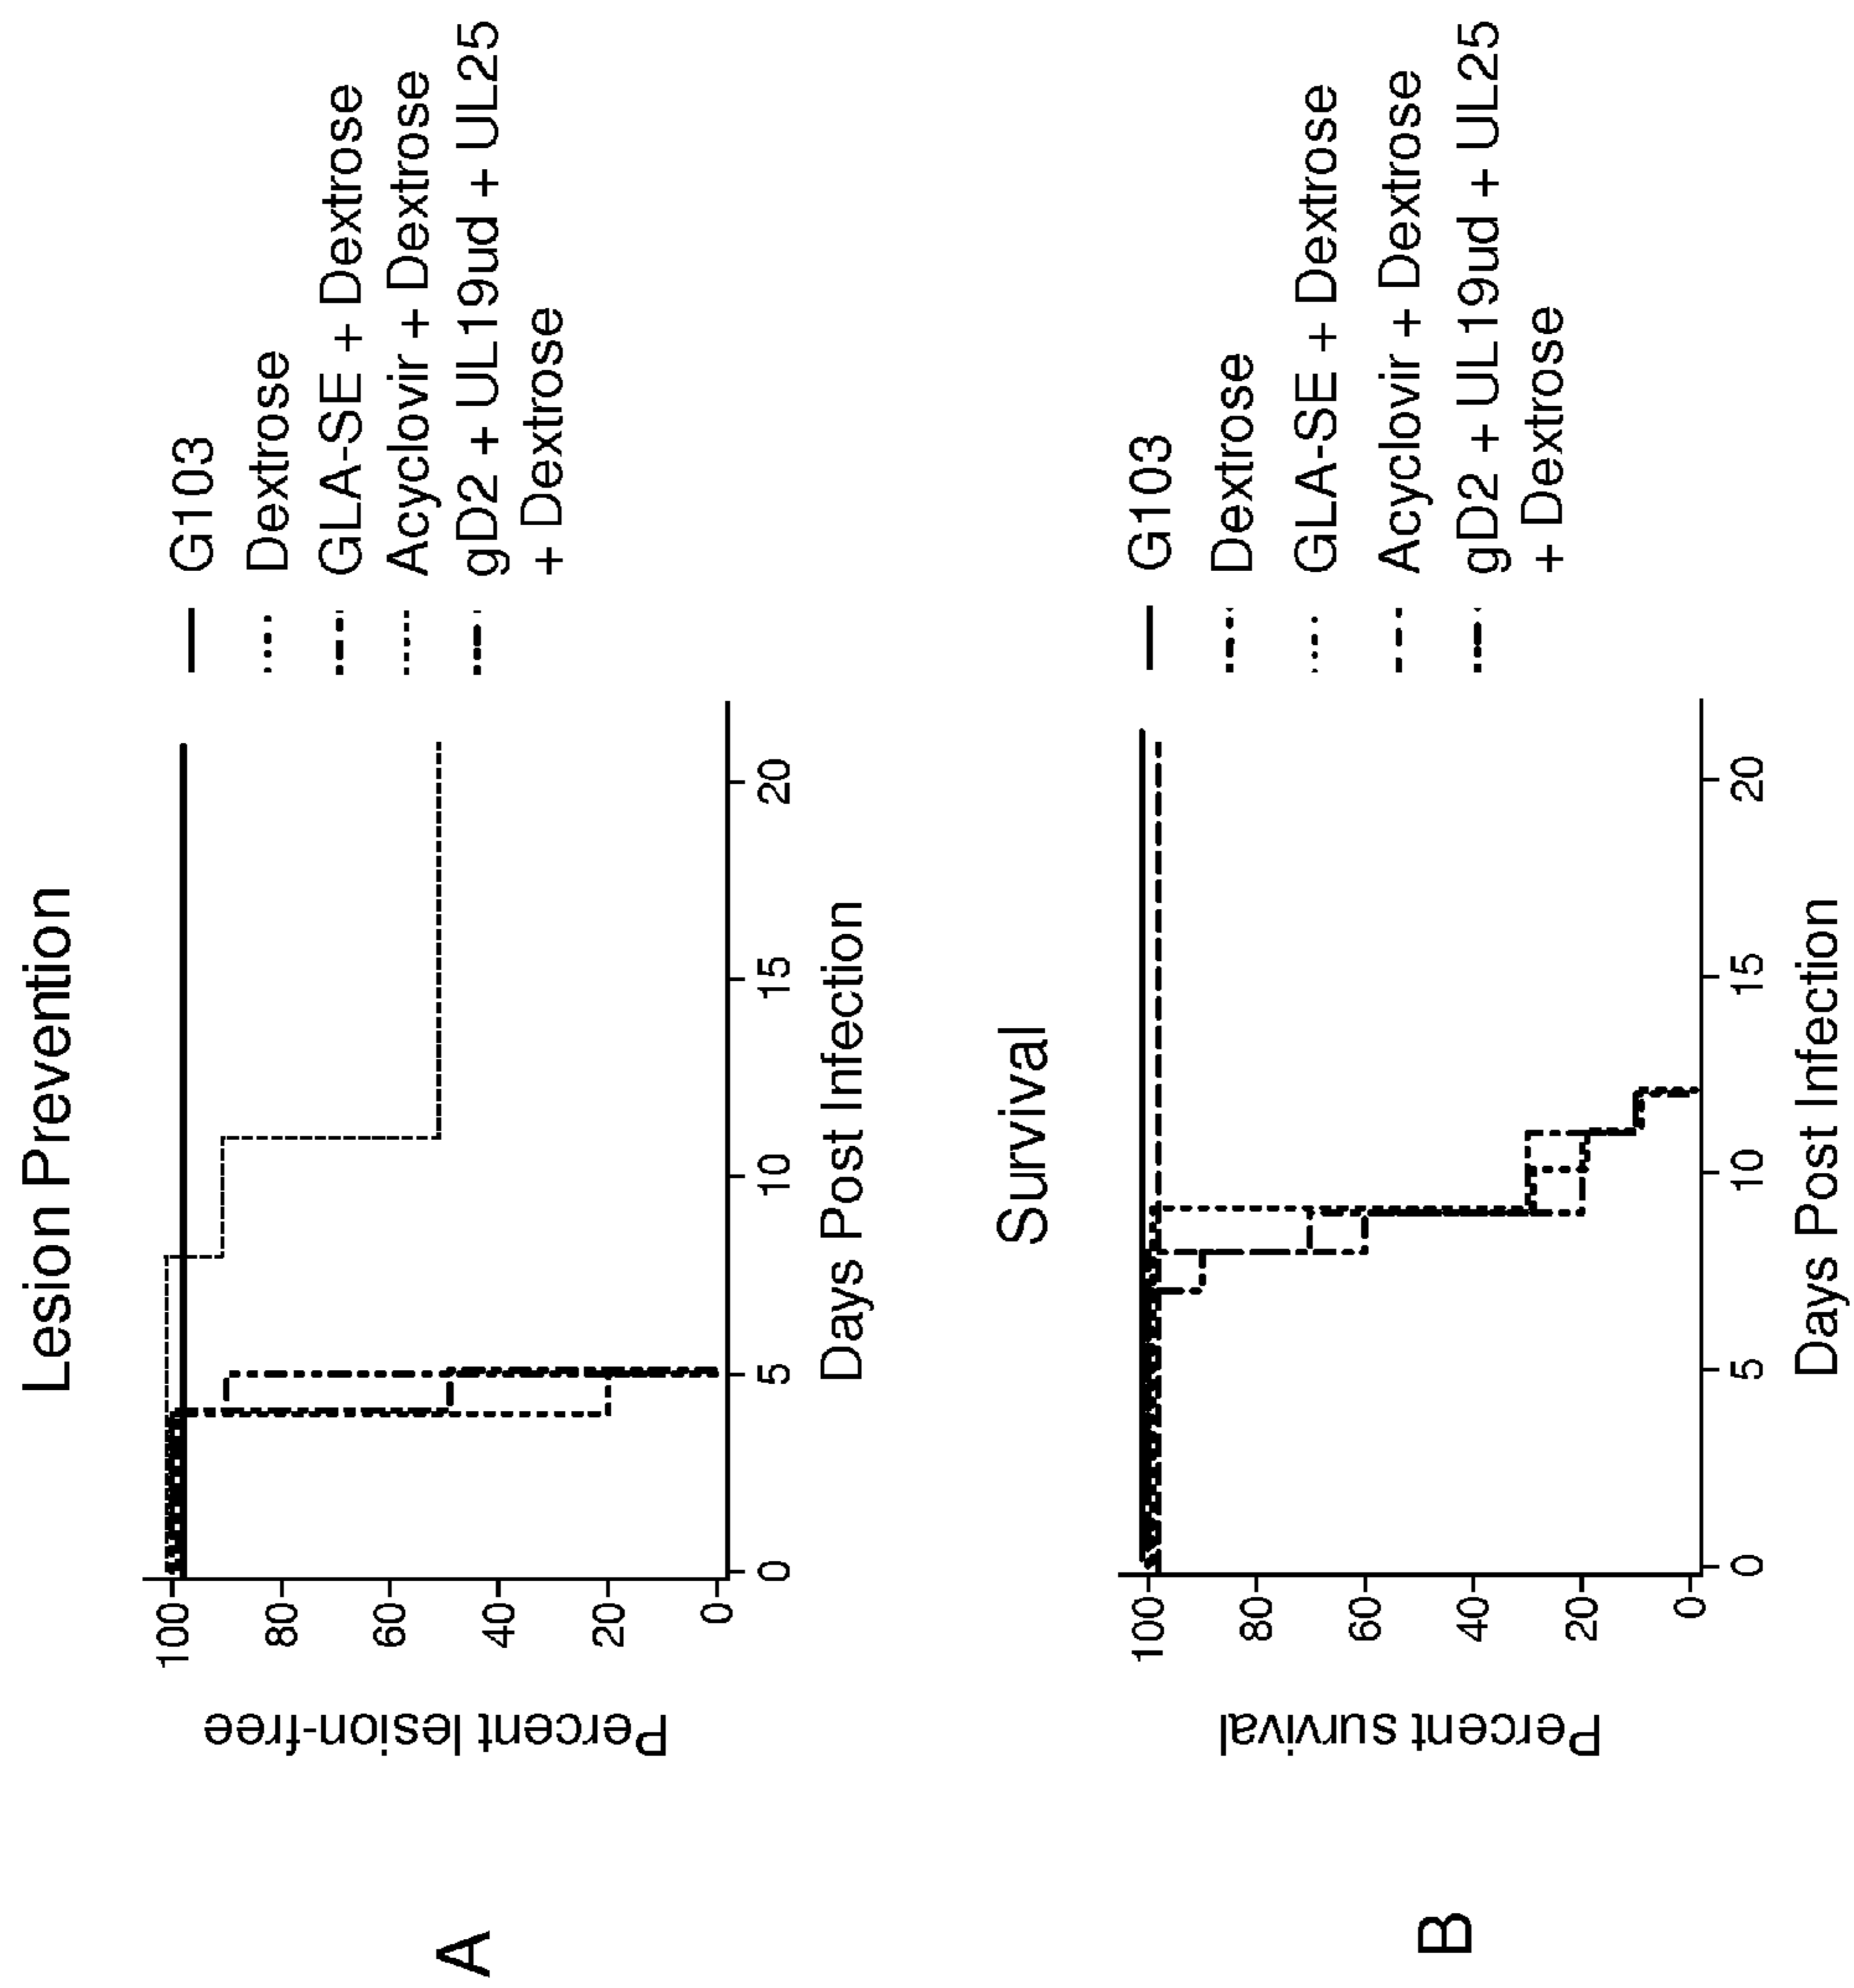 A
Lesion Prevention
Percent lesion-free
100
80
60
40
20
0
0
5
10
15
20
Days Post Infection
G103
Dextrose
GLA-SE + Dextrose
Acyclovir + Dextrose
gD2 + UL19ud + UL25
+ Dextrose
B
Survival
Percent survival
100
80
60
40
20
0
0
5
10
15
20
Days Post Infection
G103
Dextrose
GLA-SE + Dextrose
Acyclovir + Dextrose
gD2 + UL19ud + UL25
+ Dextrose